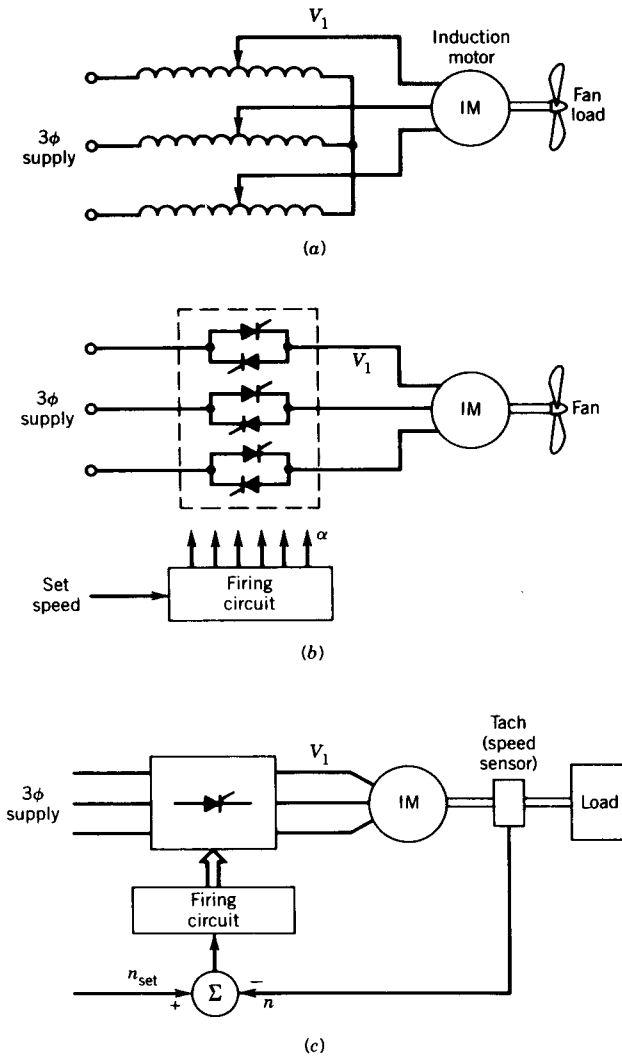 V₁
Induction
motor
IM
Fan
load
3ϕ
supply
(a)
V₁
3ϕ
supply
IM
Fan
α
Set
speed
Firing
circuit
(b)
Tach
(speed
sensor)
V₁
3ϕ
supply
IM
Load
Firing
circuit
n_set
+
Σ
−
n
(c)